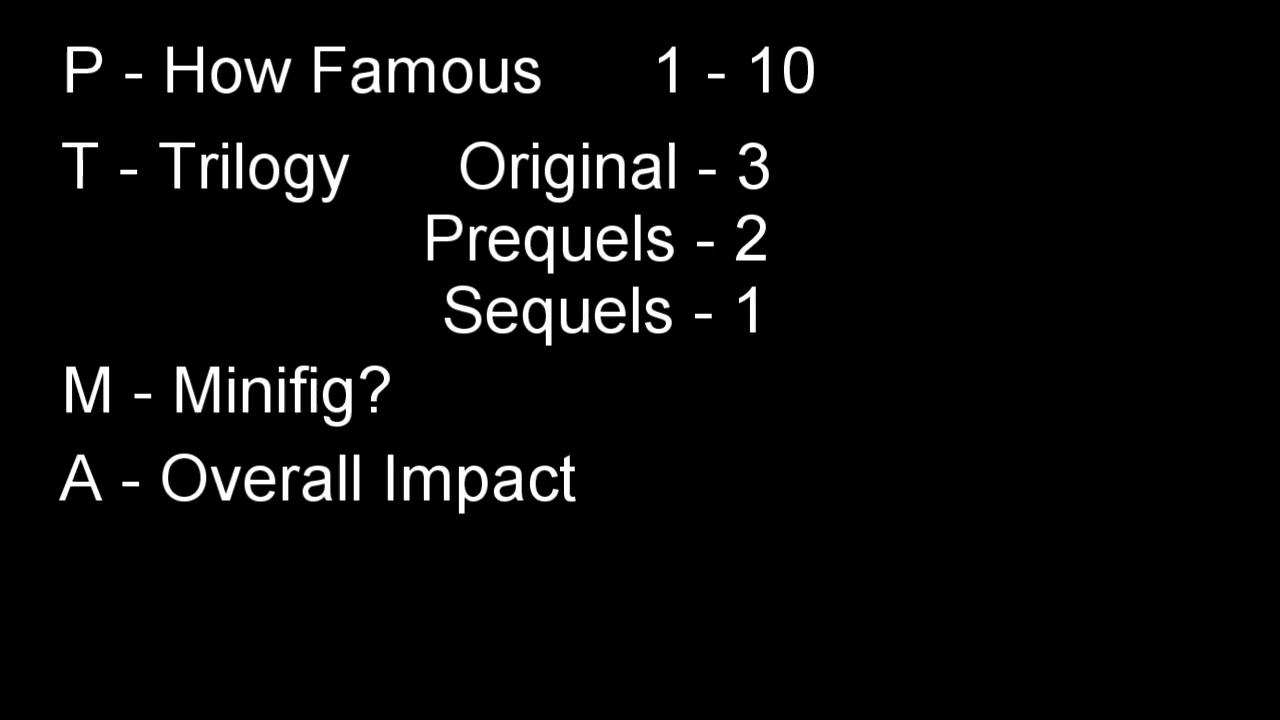 P - How Famous 1 - 10
T - Trilogy Original - 3
Prequels - 2
Sequels - 1
M - Minifig?
A - Overall Impact